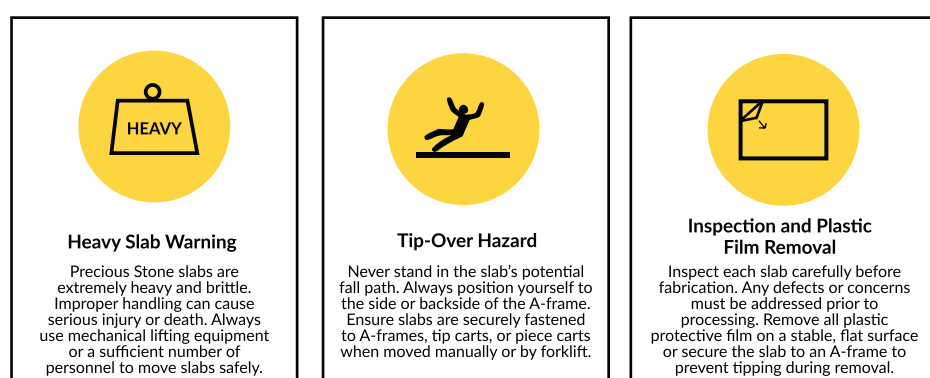 HEAVY
Heavy Slab Warning
Precious Stone slabs are
extremely heavy and brittle.
Improper handling can cause
serious injury or death. Always
use mechanical lifting equipment
or a sufficient number of
personnel to move slabs safely.
Tip-Over Hazard
Never stand in the slab's potential
fall path. Always position yourself to
the side or backside of the A-frame.
Ensure slabs are securely fastened
to A-frames, tip carts, or piece carts
when moved manually or by forklift.
Inspection and Plastic
Film Removal
Inspect each slab carefully before
fabrication. Any defects or concerns
must be addressed prior to
processing. Remove all plastic
protective film on a stable, flat surface
or secure the slab to an A-frame to
prevent tipping during removal.